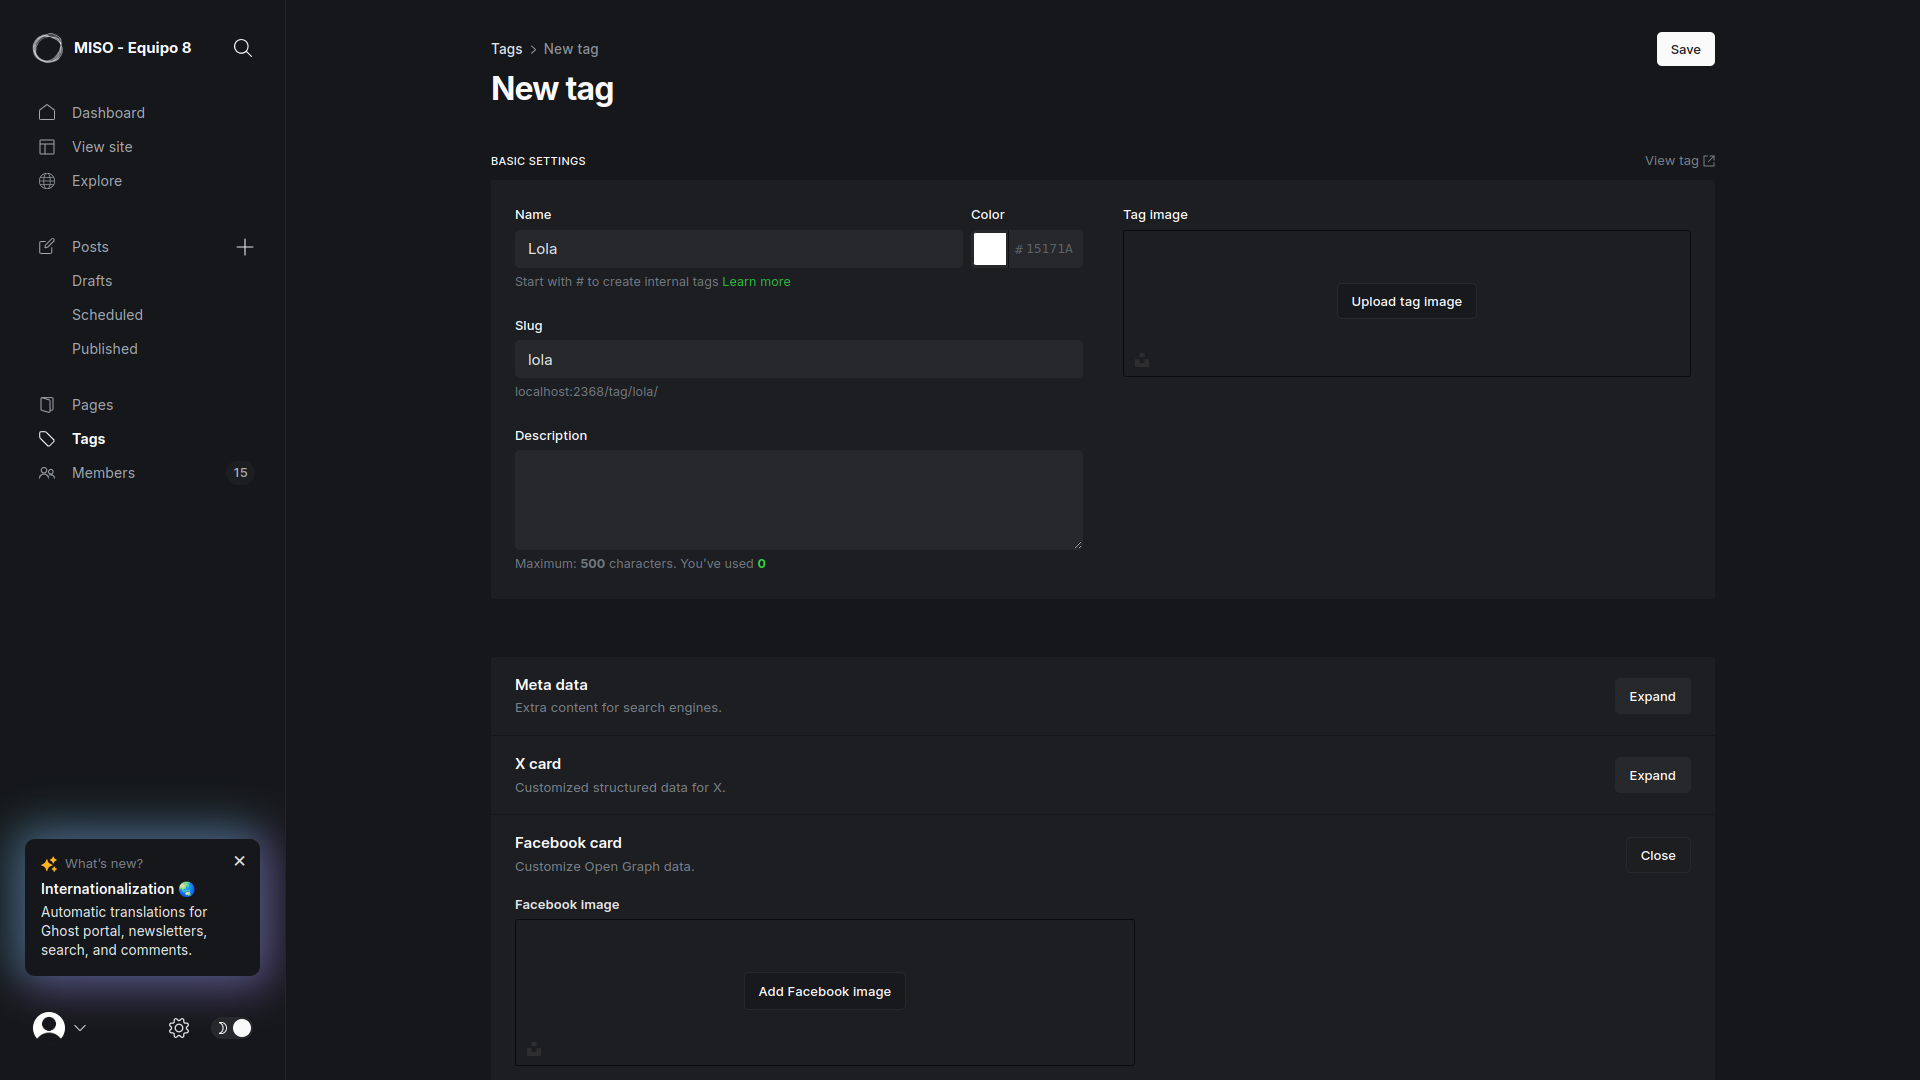 MISO - Equipo 8
Dashboard
View site
Explore
Posts
Drafts
Scheduled
Published
Pages
Tags
Members
15
What's new?
Internationalization 🌏
Automatic translations for
Ghost portal, newsletters,
search, and comments.
Tags > New tag
Save
New tag
BASIC SETTINGS
View tag
Name
Color
Tag image
Lola
# 15171A
Start with # to create internal tags Learn more
Upload tag image
Slug
lola
localhost:2368/tag/lola/
Description
Maximum: 500 characters. You've used 0
Meta data
Extra content for search engines.
Expand
X card
Customized structured data for X.
Expand
Facebook card
Customize Open Graph data.
Close
Facebook image
Add Facebook image